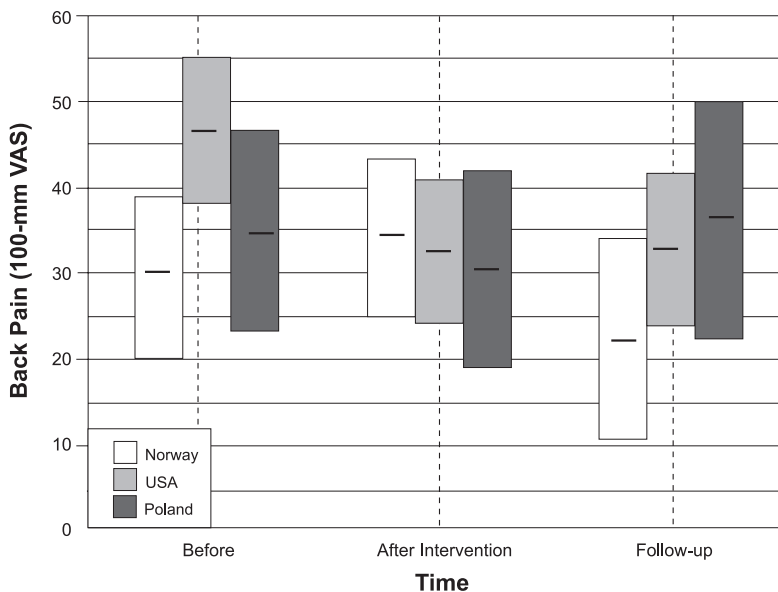 Back Pain (100-mm VAS)
60
50
40
30
20
10
0
Norway
USA
Poland
Before
After Intervention
Follow-up
Time